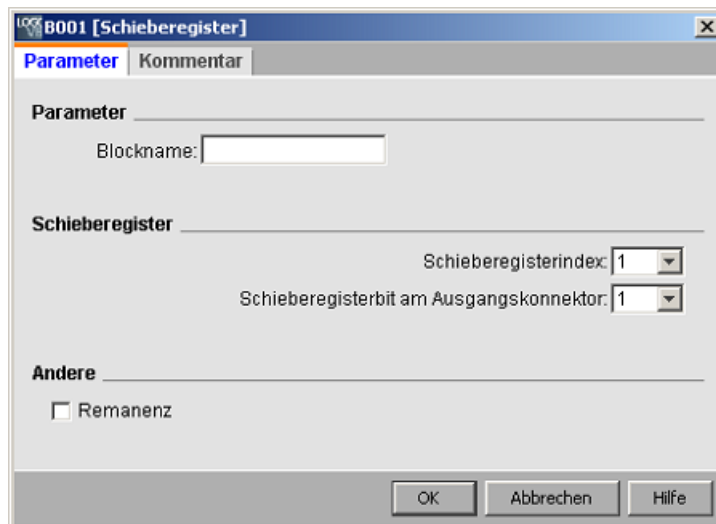 B001 [Schieberegister]
Parameter Kommentar
Parameter
Blockname:
Schieberegister
Schieberegisterindex: 1
Schieberegisterbit am Ausgangskonnektor: 1
Andere
Remanenz
OK Abbrechen Hilfe